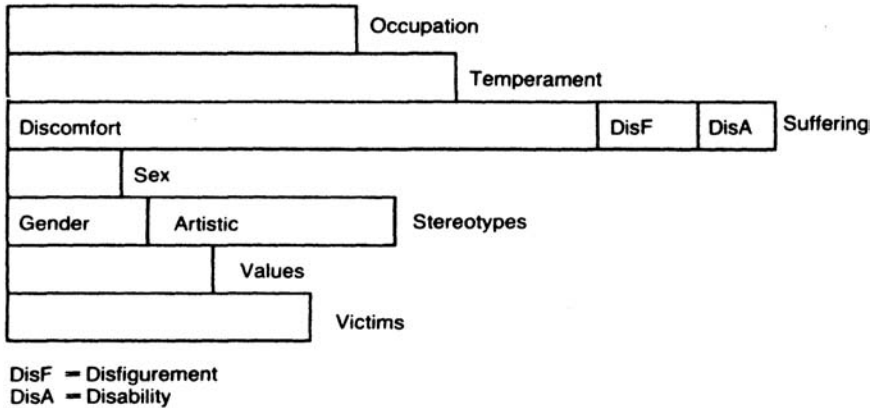 Occupation
Temperament
Discomfort DisF DisA Suffering
Sex
Gender Artistic Stereotypes
Values
Victims
DisF = Disfigurement
DisA = Disability